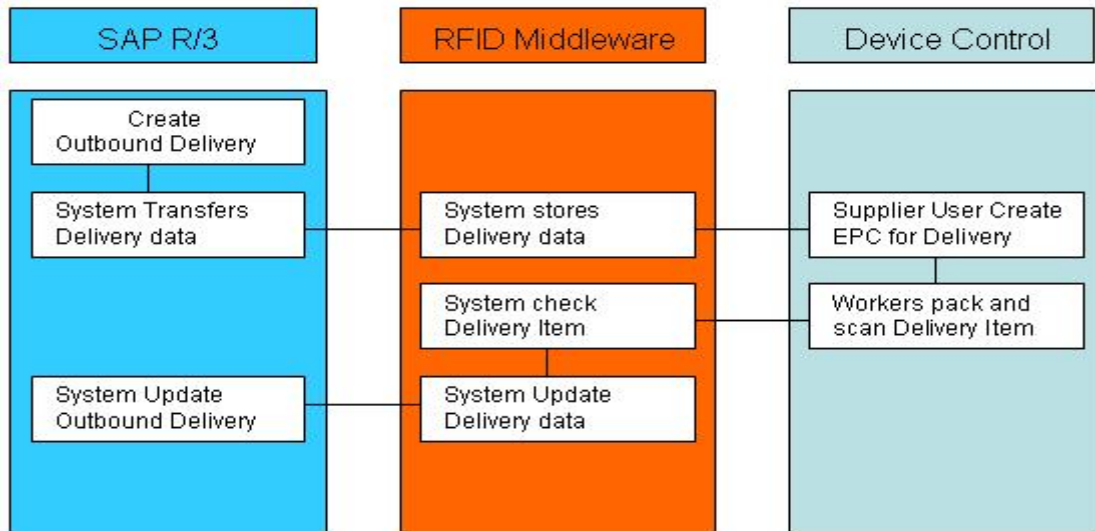 SAP R/3
RFID Middleware
Device Control
Create
Outbound Delivery
System Transfers
Delivery data
System stores
Delivery data
Supplier User Create
EPC for Delivery
System check
Delivery Item
Workers pack and
scan Delivery Item
System Update
Outbound Delivery
System Update
Delivery data